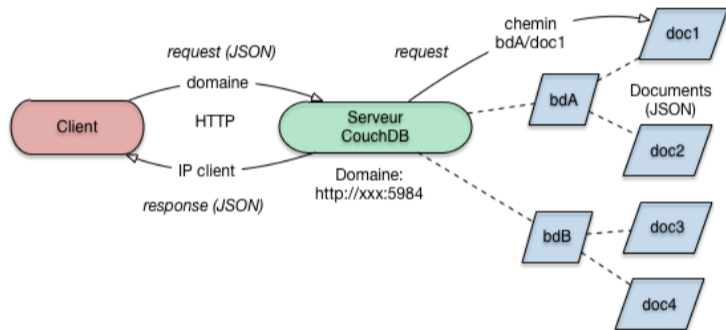 request (JSON)
domaine
HTTP
Client
IP client
response (JSON)
request
chemin
bdA/doc1
Serveur
CouchDB
Domaine:
http://xxx:5984
bdA
doc1
Documents
(JSON)
doc2
bdB
doc3
doc4